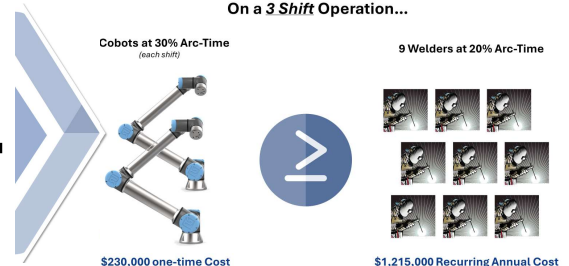 On a 3 Shift Operation...
Cobots at 30% Arc-Time
(each shift)
9 Welders at 20% Arc-Time
≥
$230.000 one-time Cost
$1.215.000 Recurring Annual Cost